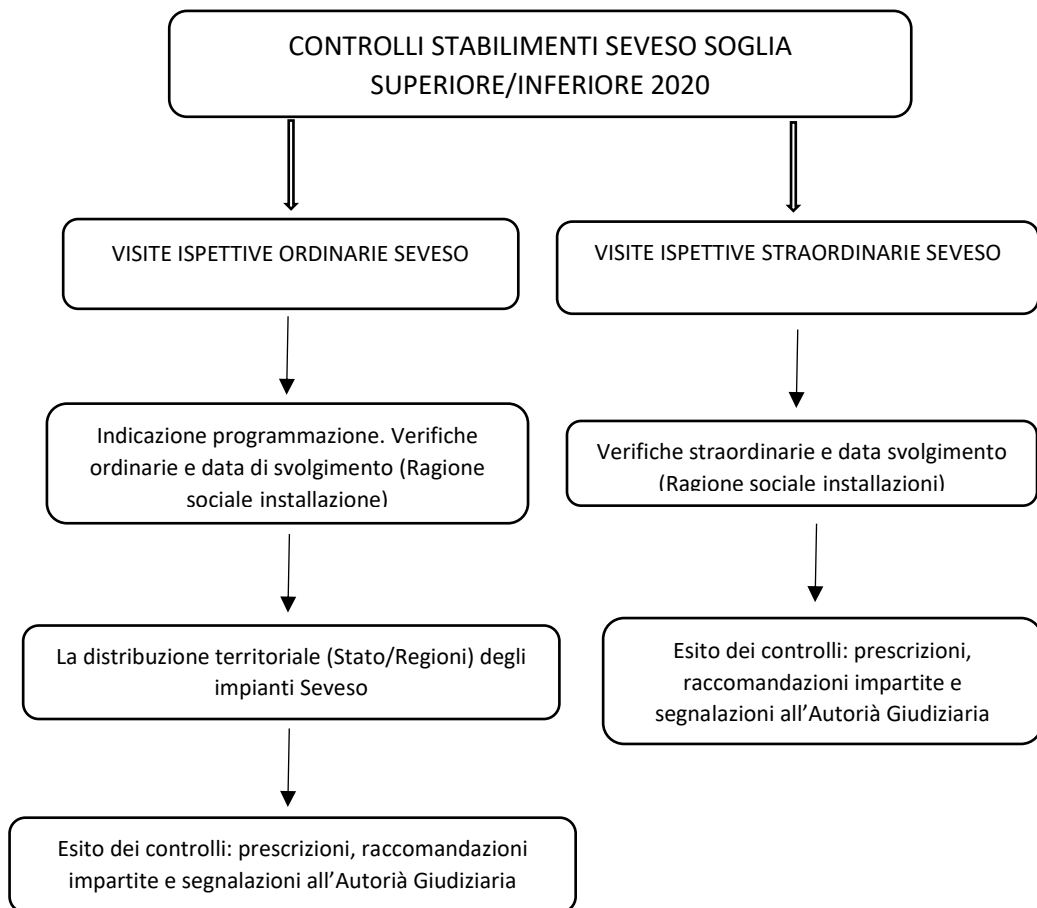 CONTROLLI STABILIMENTI SEVESO SOGLIA
SUPERIORE/INFERIORE 2020
VISITE ISPETTIVE ORDINARIE SEVESO
VISITE ISPETTIVE STRAORDINARIE SEVESO
Indicazione programmazione. Verifiche
ordinarie e data di svolgimento (Ragione
sociale installazione)
Verifiche straordinarie e data svolgimento
(Ragione sociale installazioni)
La distribuzione territoriale (Stato/Regioni) degli
impianti Seveso
Esito dei controlli: prescrizioni,
raccomandazioni impartite e
segnalazioni all’Autorià Giudiziaria
Esito dei controlli: prescrizioni, raccomandazioni
impartite e segnalazioni all’Autorià Giudiziaria